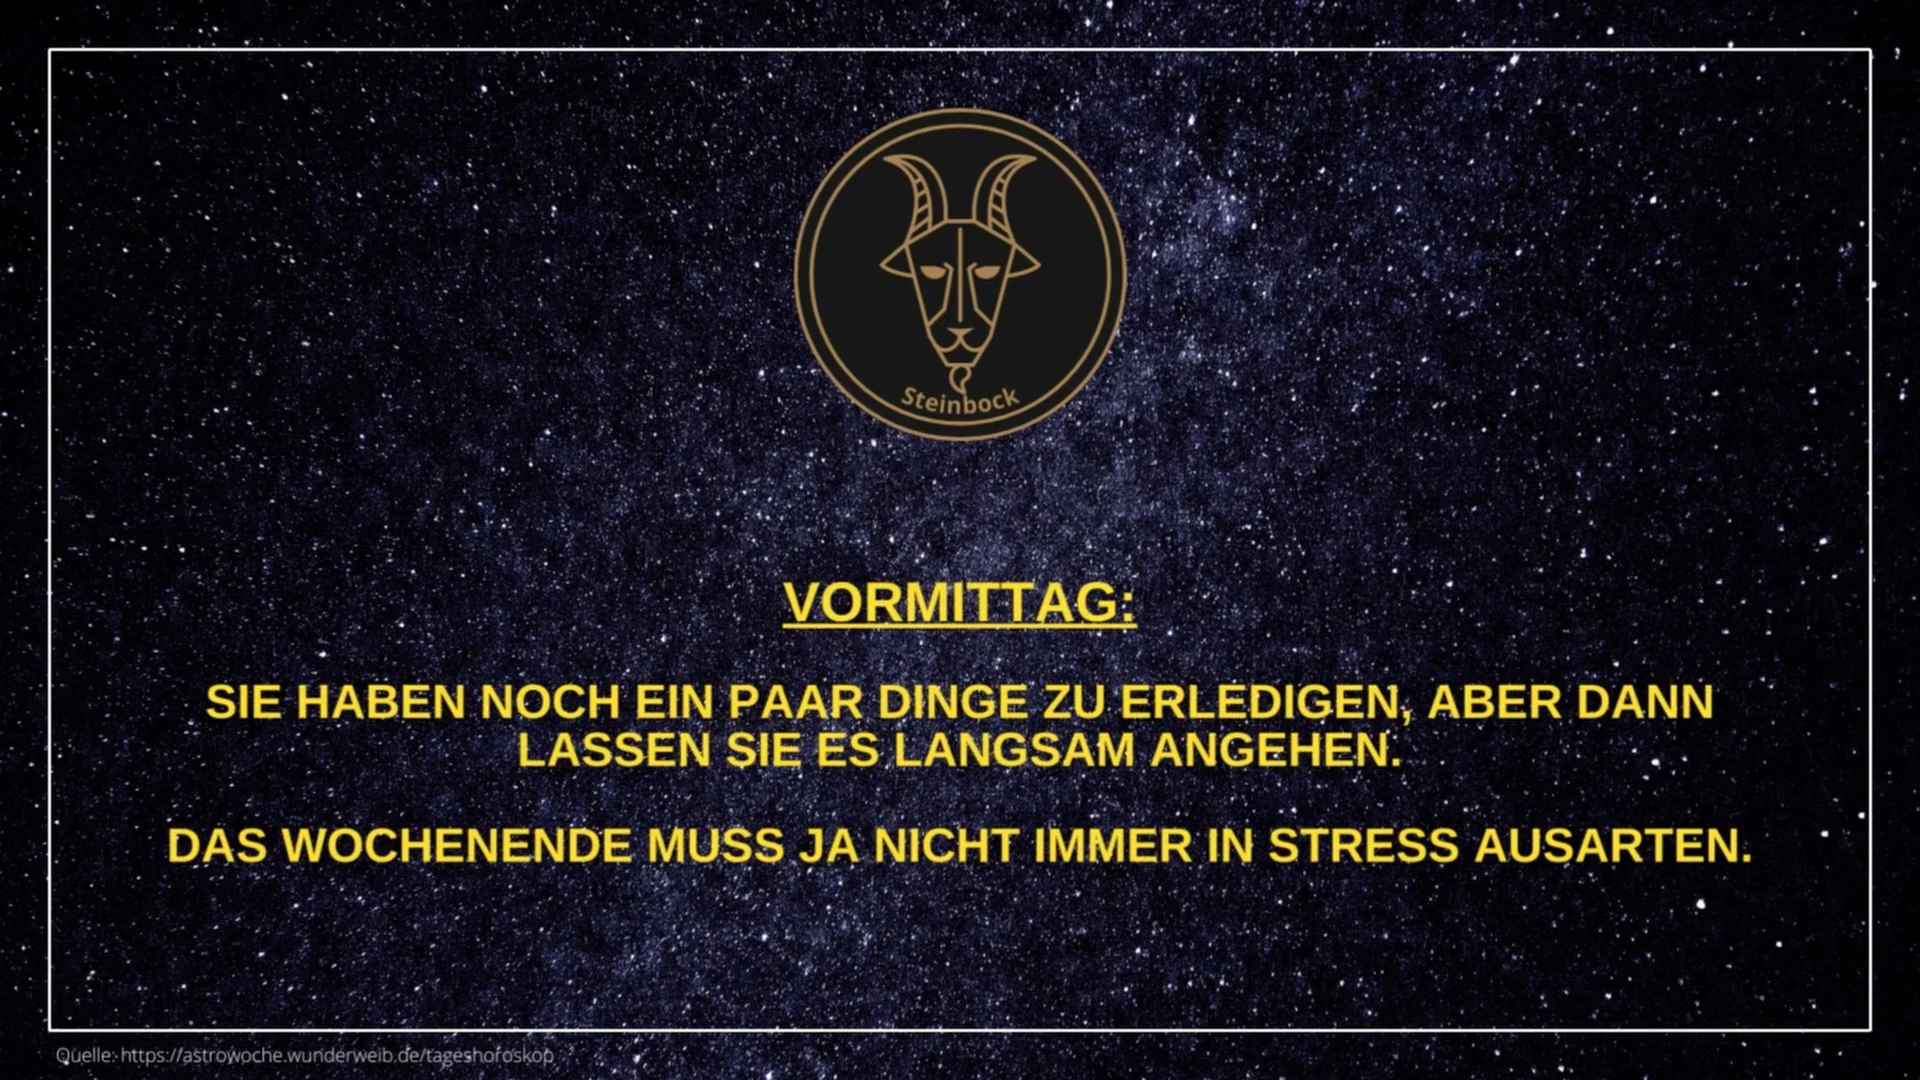 Steinbock
VORMITTAG:
SIE HABEN NOCH EIN PAAR DINGE ZU ERLEDIGEN, ABER DANN
LASSEN SIE ES LANGSAM ANGEHEN.
DAS WOCHENENDE MUSS JA NICHT IMMER IN STRESS AUSARTEN.
Quelle: https://astrowoche.wunderweib.de/tageshoroskop